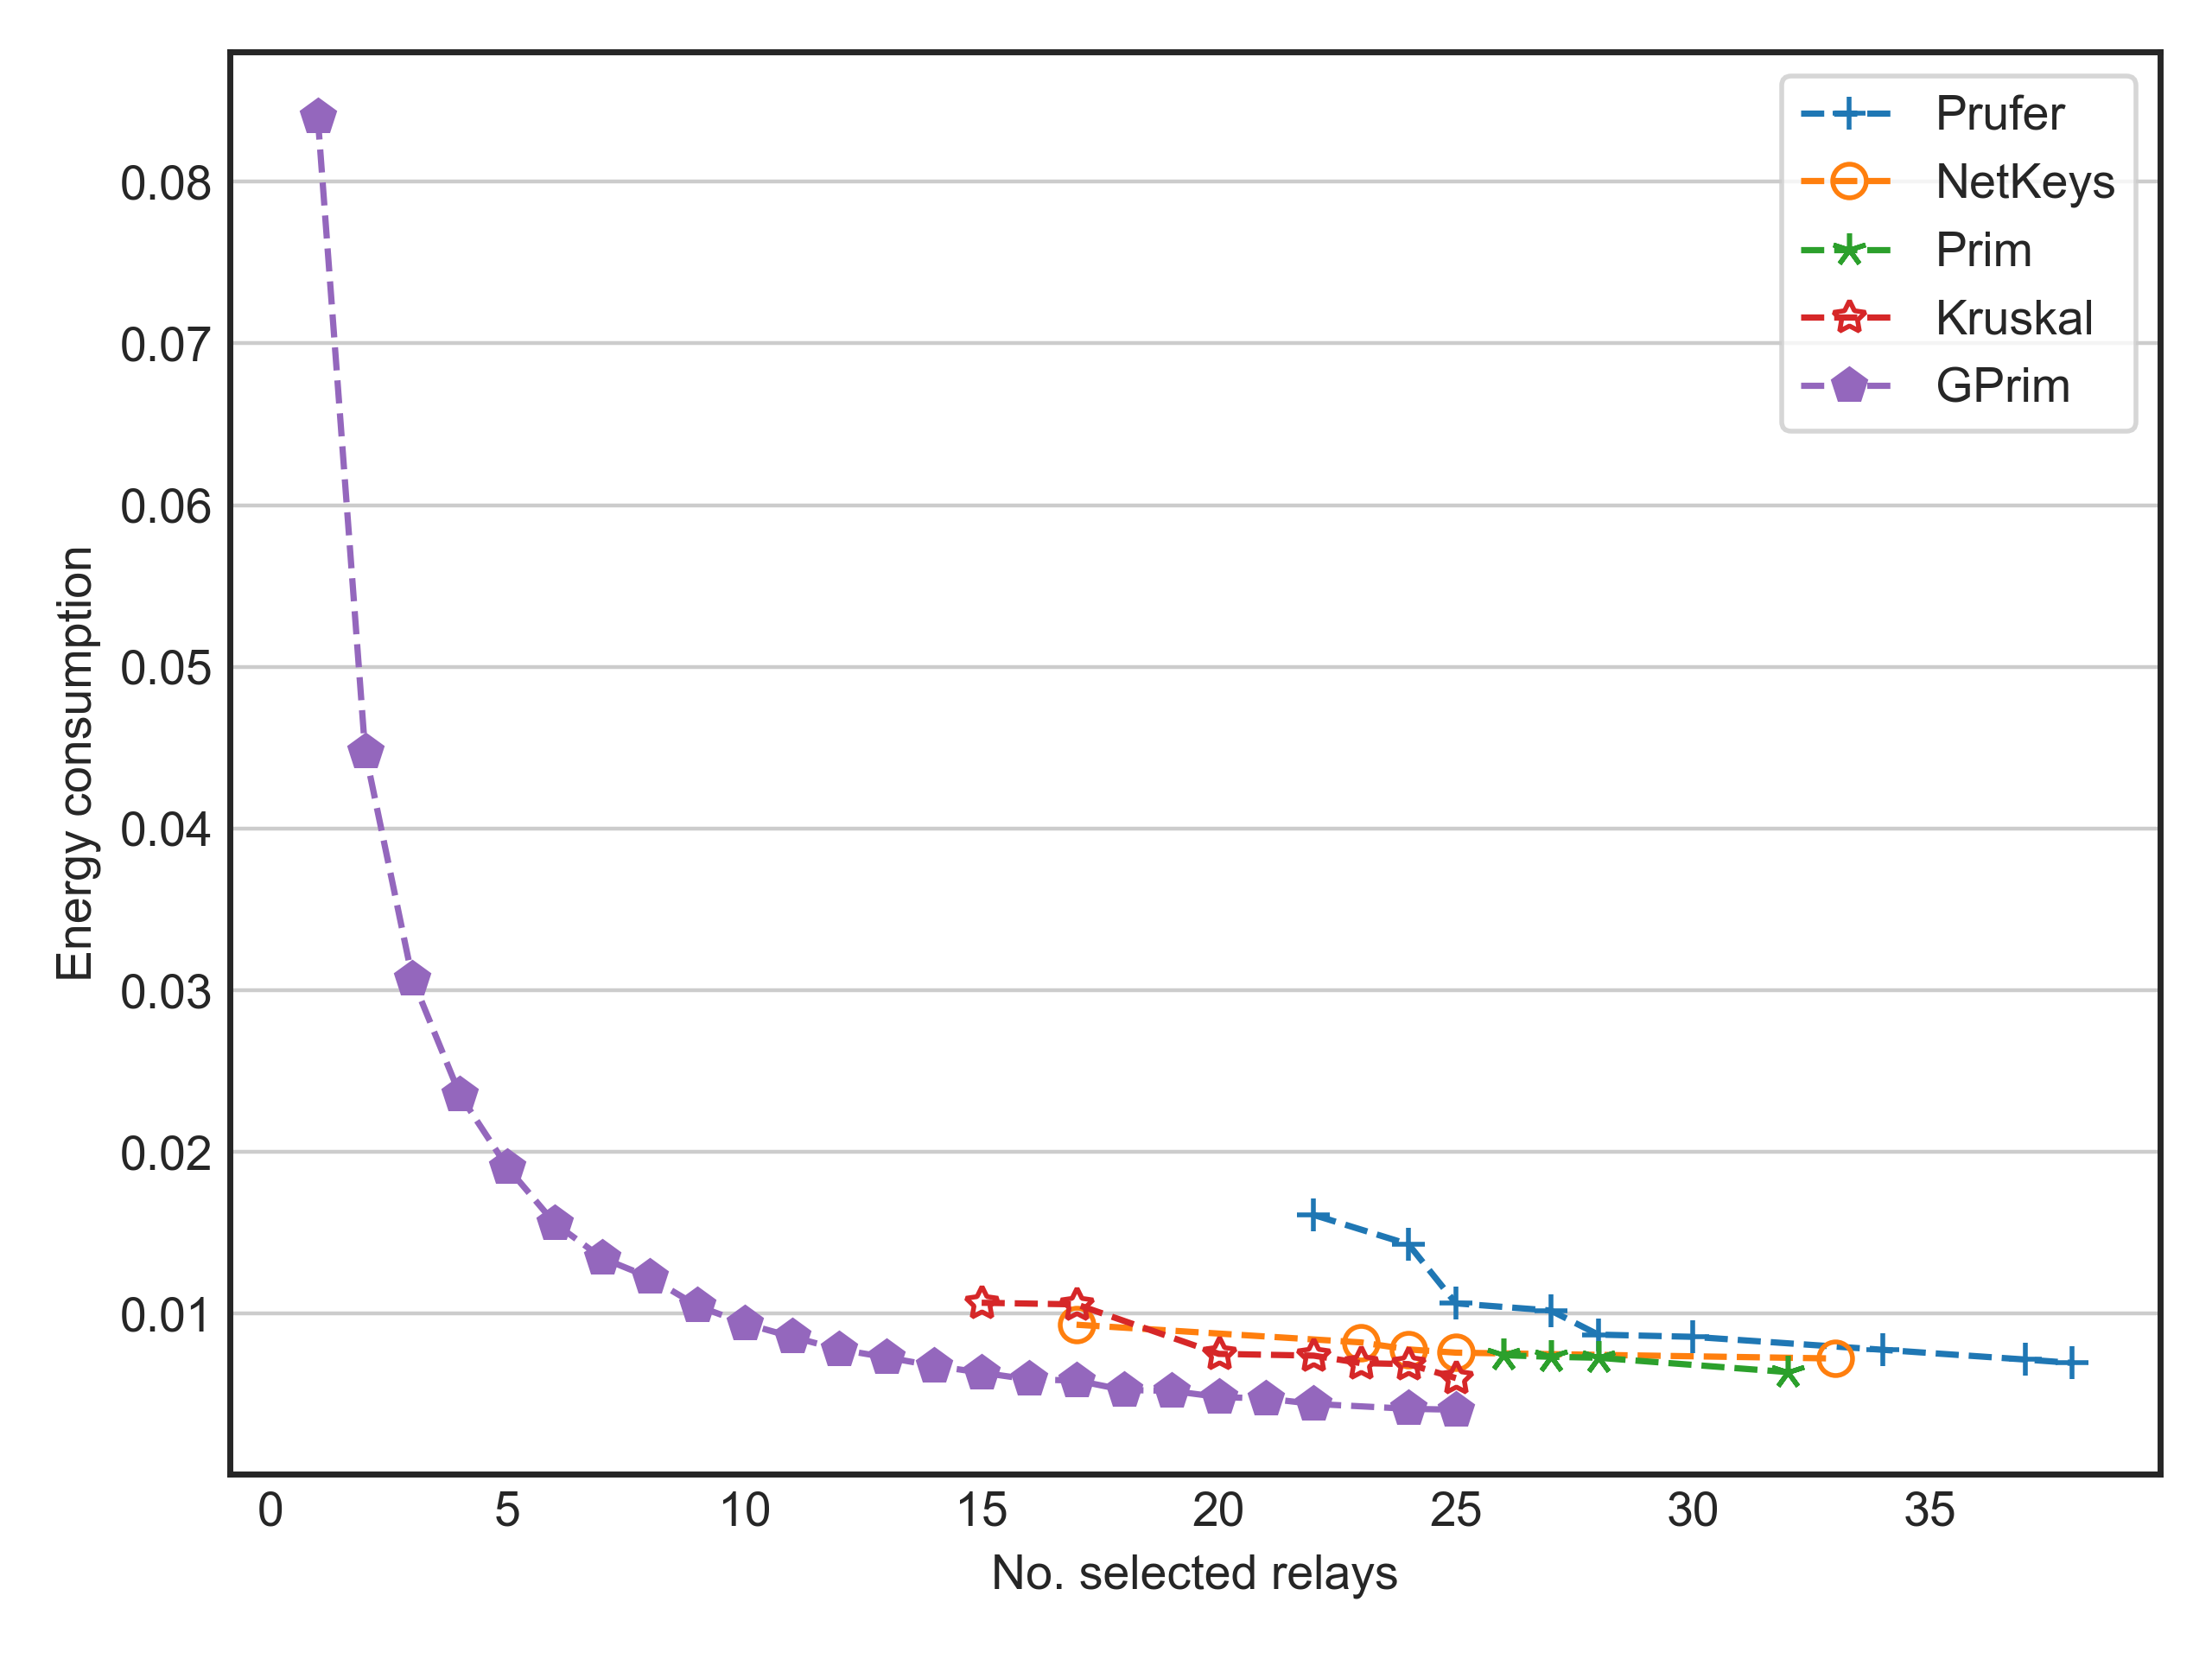 Prufer
NetKeys
Prim
Kruskal
GPrim
0.08
0.07
0.06
0.05
0.04
0.03
0.02
0.01
Energy consumption
0 5 10 15 20 25 30 35
No. selected relays